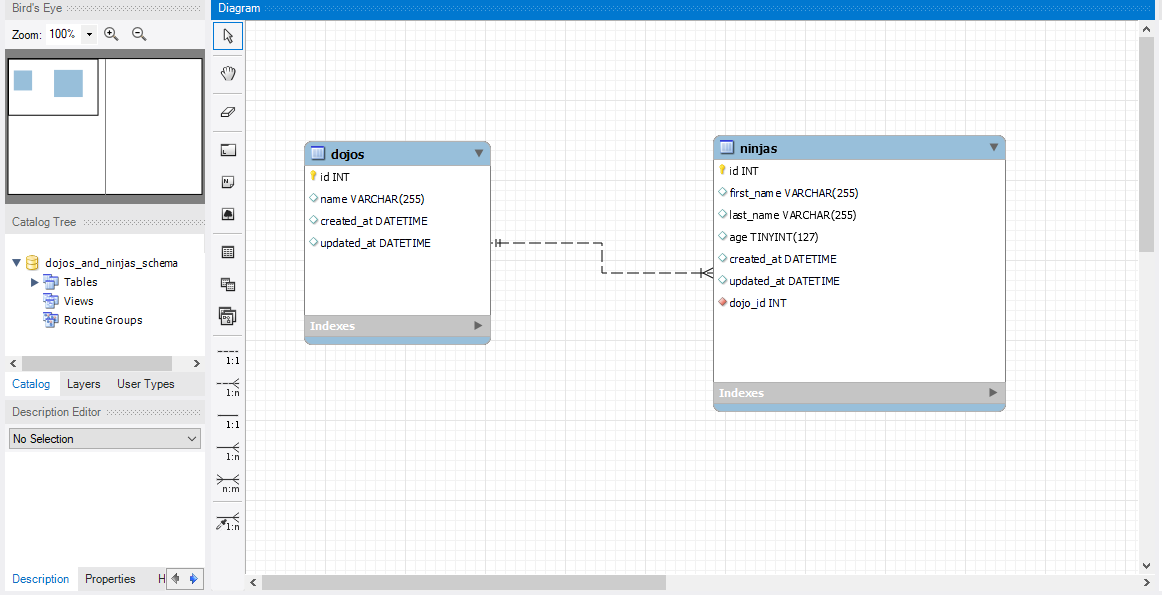 Bird's Eye
Zoom: 100%
Catalog Tree
dojos_and_ninjas_schema
Tables
Views
Routine Groups
Catalog Layers User Types
Description Editor
No Selection
Description Properties H
Diagram
1:1
1:n
1:1
1:n
n:m
1:n
dojos
id INT
name VARCHAR(255)
created_at DATETIME
updated_at DATETIME
Indexes
ninjas
id INT
first_name VARCHAR(255)
last_name VARCHAR(255)
age TINYINT(127)
created_at DATETIME
updated_at DATETIME
dojo_id INT
Indexes